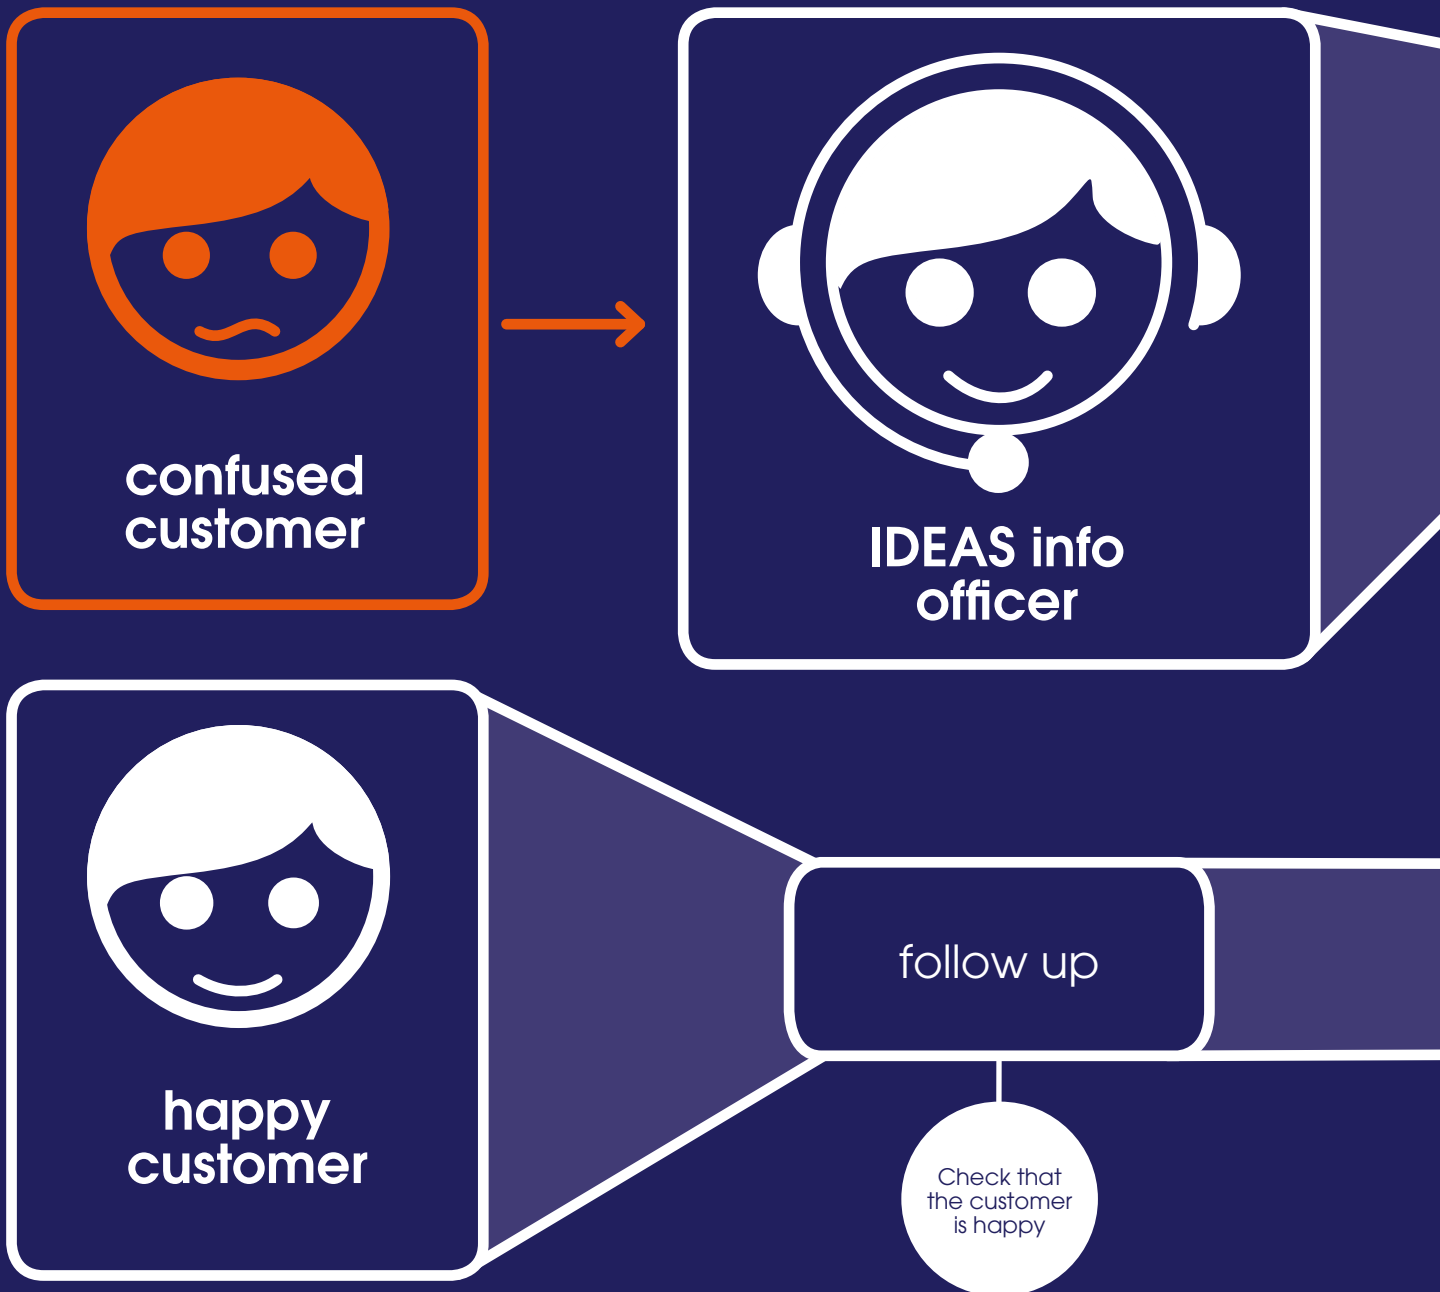 confused
customer
IDEAS info
officer
happy
customer
follow up
Check that
the customer
is happy